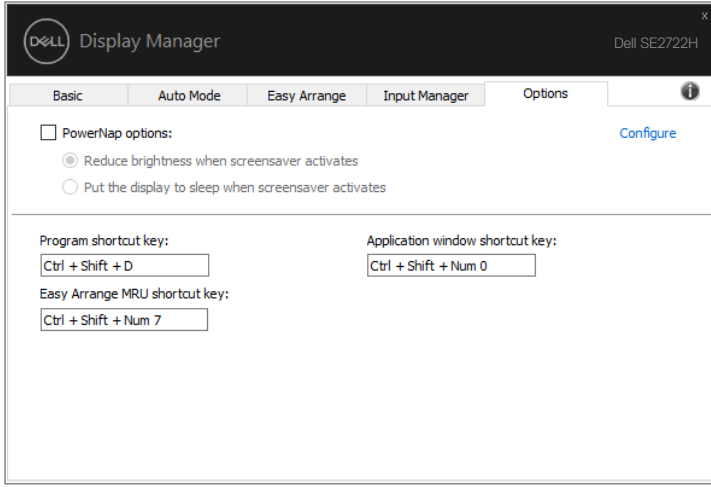 x
DELL Display Manager
Dell SE2722H
Basic Auto Mode Easy Arrange Input Manager Options i
PowerNap options: Configure
Reduce brightness when screensaver activates
Put the display to sleep when screensaver activates
Program shortcut key: Application window shortcut key:
Ctrl + Shift + D Ctrl + Shift + Num 0
Easy Arrange MRU shortcut key:
Ctrl + Shift + Num 7